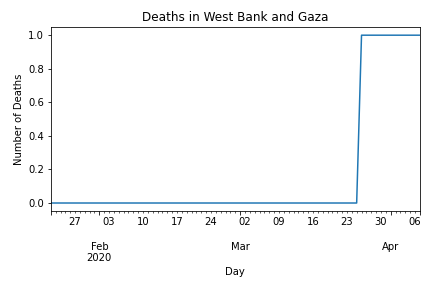 Deaths in West Bank and Gaza
1.0
0.8
0.6
0.4
0.2
0.0
Number of Deaths
27 03 10 17 24 02 09 16 23 30 06
Feb Mar Apr
2020
Day